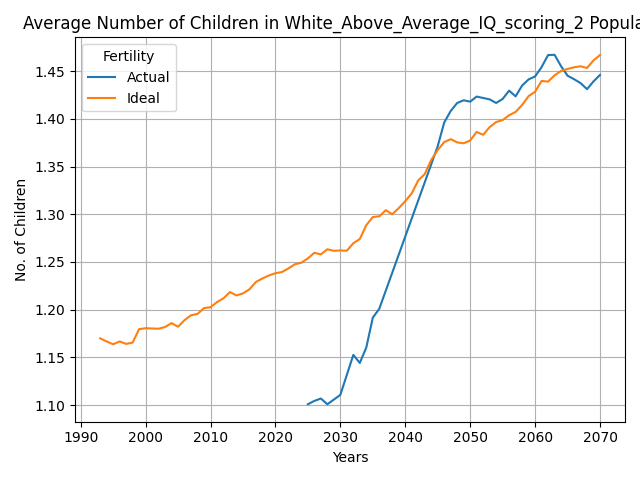 Average Number of Children in White_Above_Average_IQ_scoring_2 Popula
Fertility
Actual
Ideal
No. of Children
1.45
1.40
1.35
1.30
1.25
1.20
1.15
1.10
1990 2000 2010 2020 2030 2040 2050 2060 2070
Years